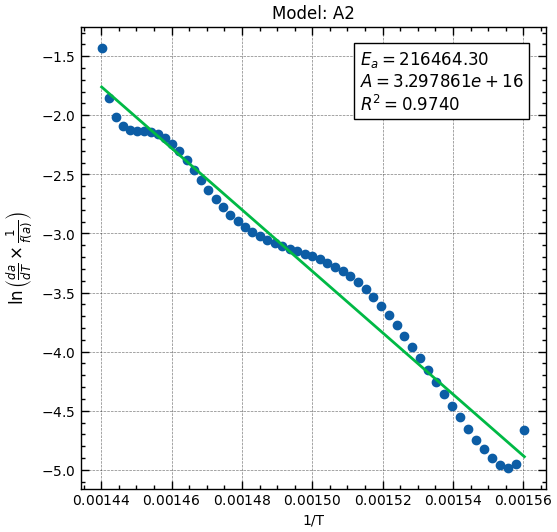 Model: A2
E_a = 216464.30
A = 3.297861e + 16
R^2 = 0.9740
ln (da/dT × 1/f(a))
−1.5
−2.0
−2.5
−3.0
−3.5
−4.0
−4.5
−5.0
0.00144 0.00146 0.00148 0.00150 0.00152 0.00154 0.00156
1/T